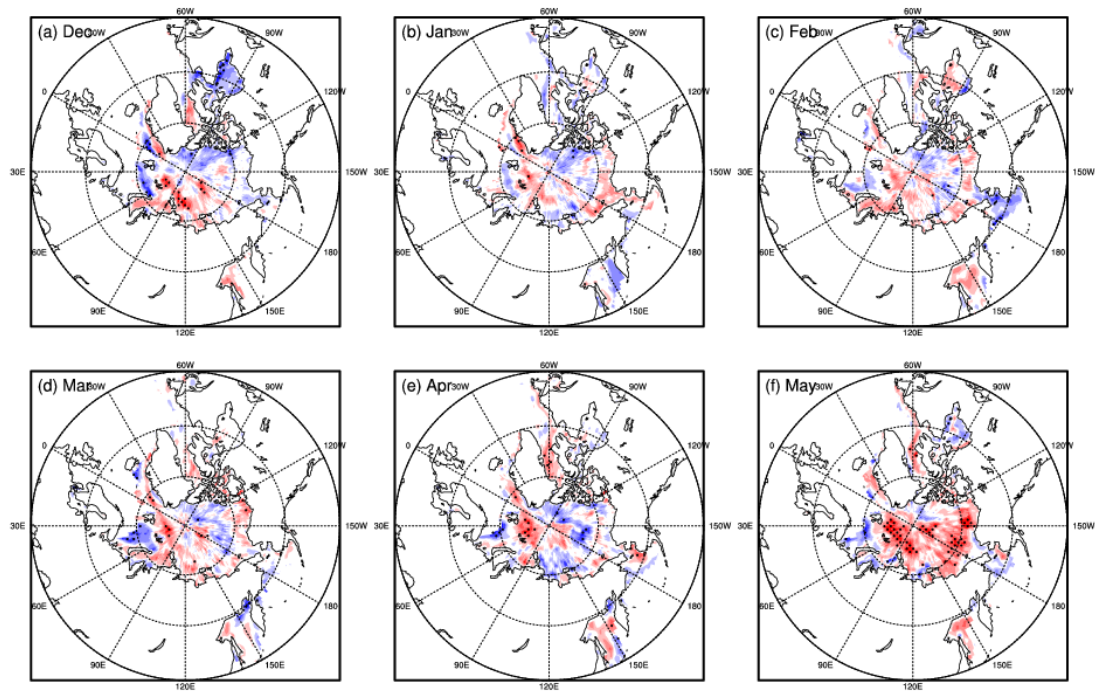 60W
(a) Dec 30W 90W
0 120W
30E 150W
60E 180
90E 150E
120E
60W
(b) Jan 30W 90W
0 120W
30E 150W
60E 180
90E 150E
120E
60W
(c) Feb 30W 90W
0 120W
30E 150W
60E 180
90E 150E
120E
60W
(d) Mar 30W 90W
0 120W
30E 150W
60E 180
90E 150E
120E
60W
(e) Apr 30W 90W
0 120W
30E 150W
60E 180
90E 150E
120E
60W
(f) May 30W 90W
0 120W
30E 150W
60E 180
90E 150E
120E